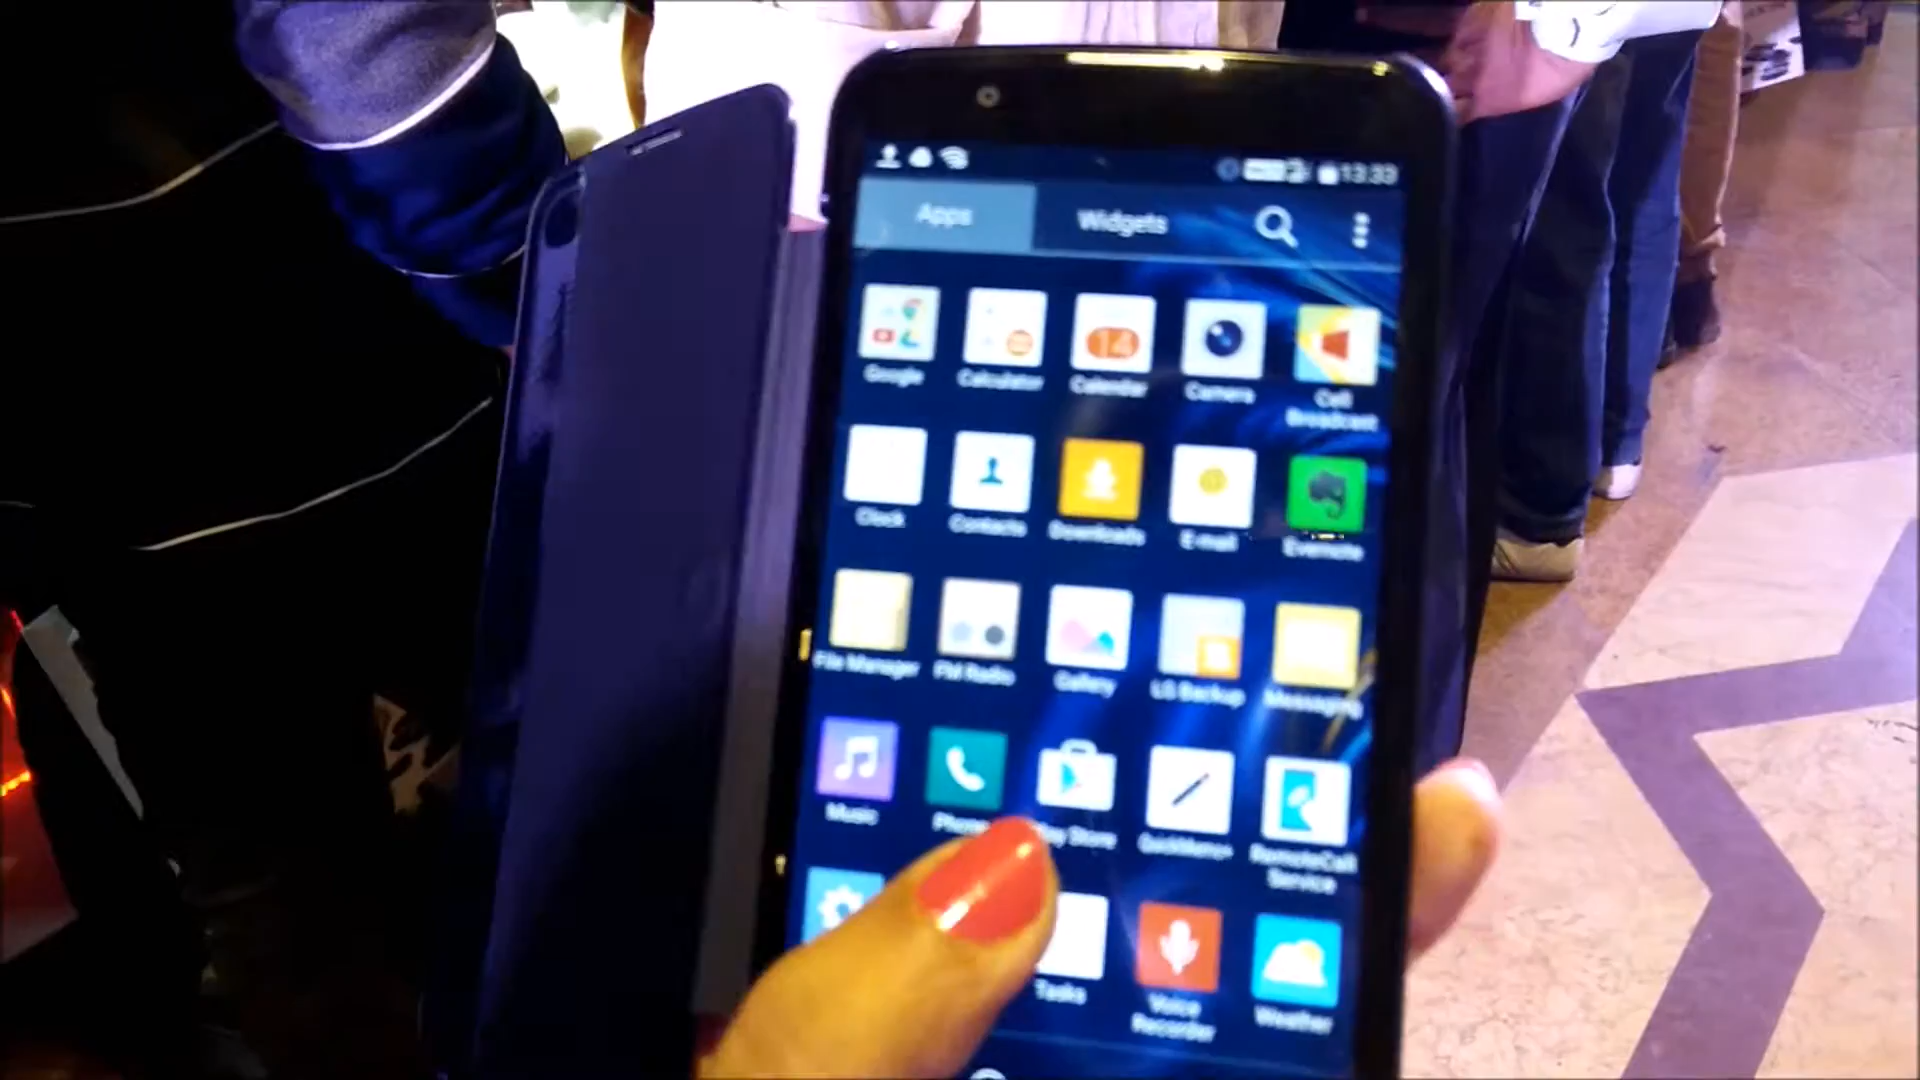 13:33
Apps Widgets
14
Google Calculator Calendar Camera Cell
Broadcast
Clock Contacts Downloads E-mail Evernote
File Manager FM Radio Gallery LG Backup Messaging
Music Phone Play Store QuickMemo+ RemoteCall
Service
Tasks Voice
Recorder Weather